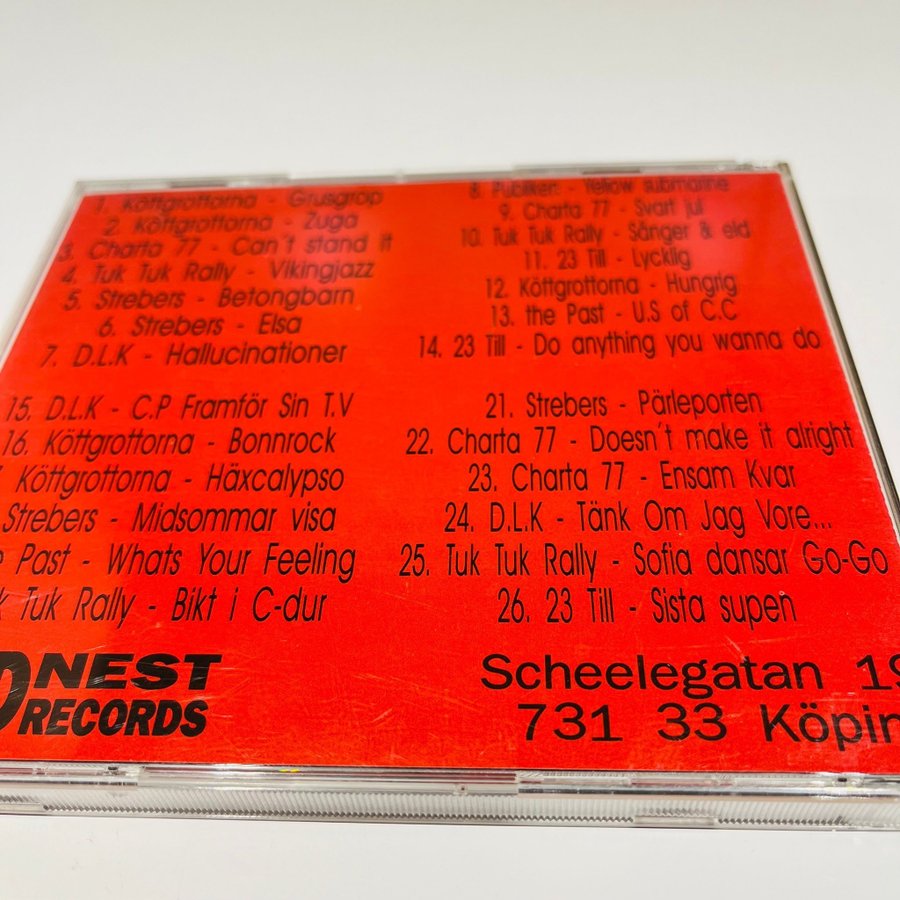 1. Köttgrottorna - Grusgrop
2. Köttgrottorna - Zuga
3. Charta 77 - Can´t stand it
4. Tuk Tuk Rally - Vikingjazz
5. Strebers - Betongbarn
6. Strebers - Elsa
7. D.L.K - Hallucinationer
8. Publiken - Yellow submarine
9. Charta 77 - Svart jul
10. Tuk Tuk Rally - Sånger & eld
11. 23 Till - Lycklig
12. Köttgrottorna - Hungrig
13. the Past - U.S of C.C
14. 23 Till - Do anything you wanna do
15. D.L.K - C.P Framför Sin T.V
16. Köttgrottorna - Bonnrock
Köttgrottorna - Häxcalypso
Strebers - Midsommar visa
Past - Whats Your Feeling
Tuk Rally - Bikt i C-dur
21. Strebers - Pärleporten
22. Charta 77 - Doesn´t make it alright
23. Charta 77 - Ensam Kvar
24. D.L.K - Tänk Om Jag Vore...
25. Tuk Tuk Rally - Sofia dansar Go-Go
26. 23 Till - Sista supen
NEST
RECORDS
Scheelegatan 19
731 33 Köpin